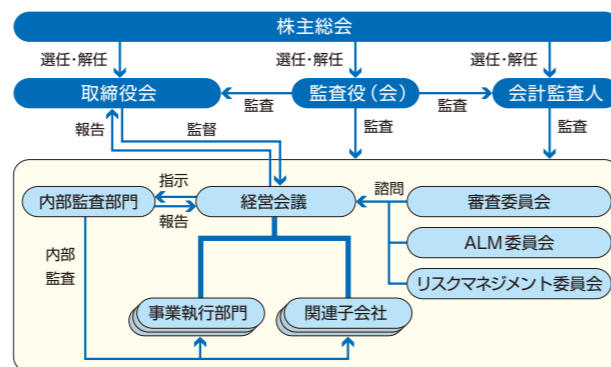 株主総会
選任・解任
選任・解任
選任・解任
取締役会
監査
監査役(会)
監査
会計監査人
報告
監督
監査
監査
内部監査部門
指示
報告
経営会議
諮問
審査委員会
ALM委員会
リスクマネジメント委員会
内部
監査
事業執行部門
関連子会社